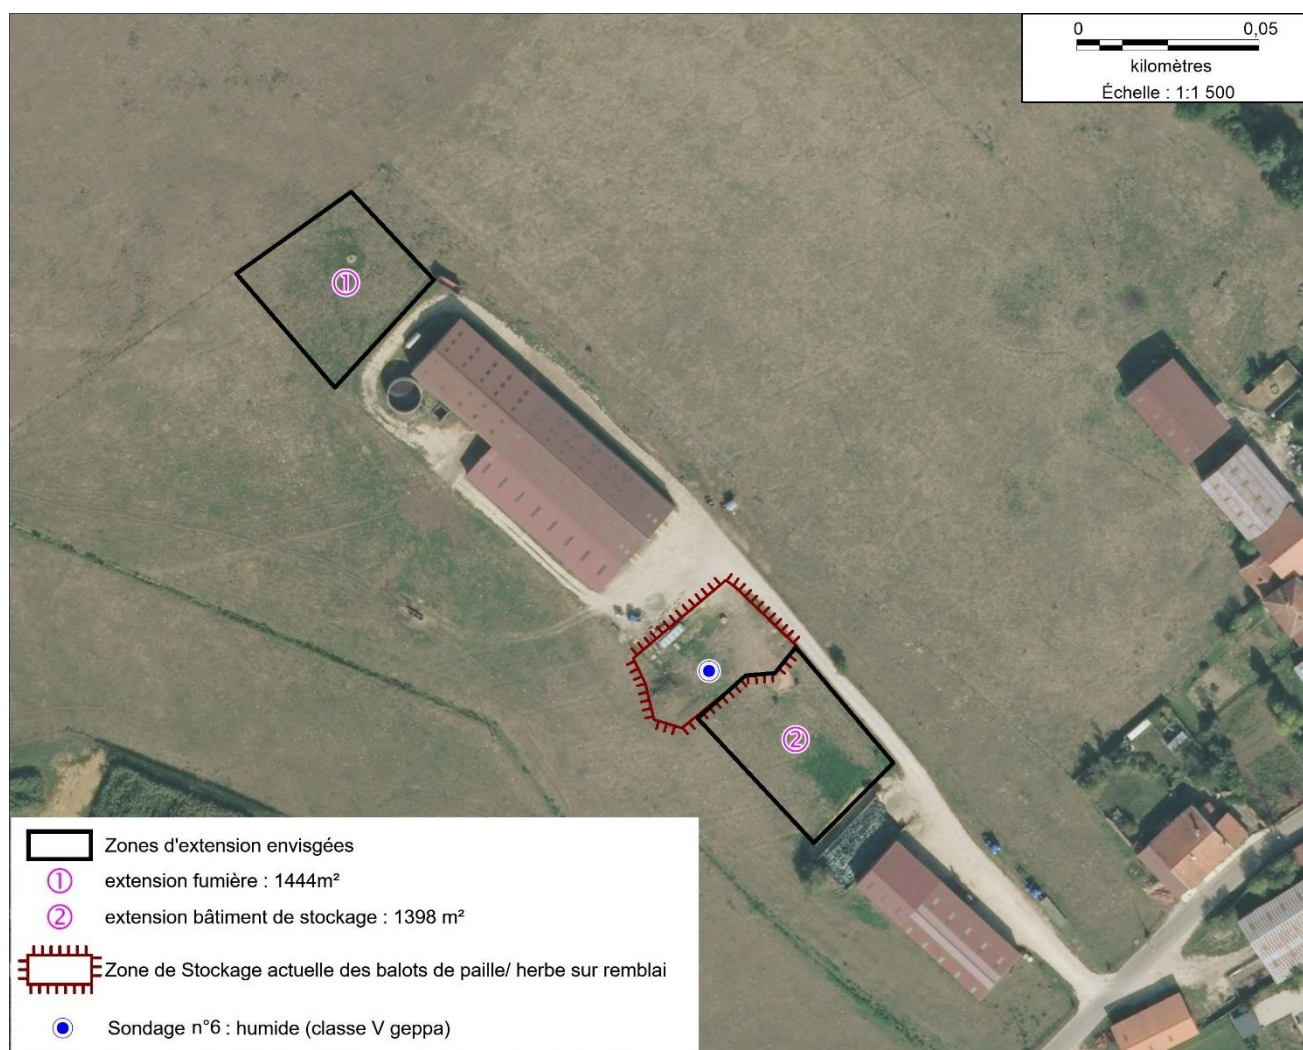 0 0,05
kilomètres
Échelle : 1:1 500
1
2
Zones d'extension envisgées
1 extension fumière : 1444m²
2 extension bâtiment de stockage : 1398 m²
Zone de Stockage actuelle des balots de paille/ herbe sur remblai
Sondage n°6 : humide (classe V geppa)